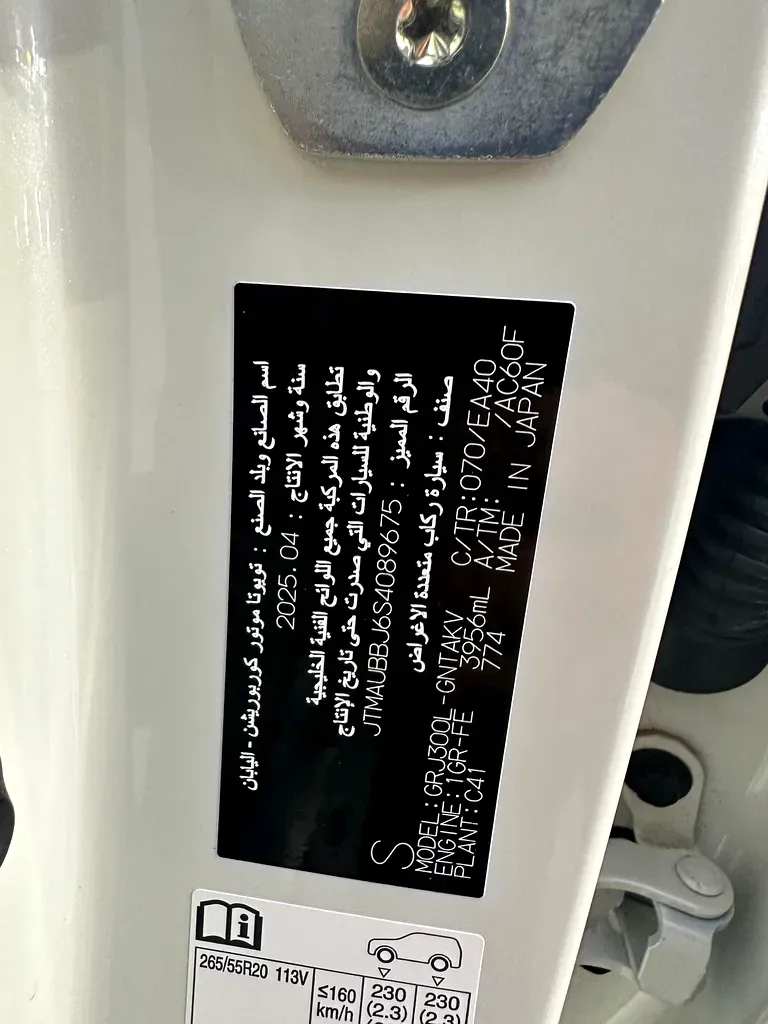 اسم الصانع وبلد الصنع : تويوتا موتور كوربوريشن - اليابان
سنة وشهر الانتاج : 2025.04
تطابق هذه المركبة جميع اللوائح الفنية الخليجية
والوطنية للسيارات التي صدرت حتى تاريخ الإنتاج
الرقم المميز : JTMAUBBJ6S4089675
صنف : سيارة ركاب متعددة الاغراض
S
MODEL:GRJ300L-GNTAKV C/TR:070/EA40
ENGINE:1GR-FE 3956mL A/TM: /AC60F
PLANT:C41 774 MADE IN JAPAN
265/55R20 113V
≤160 km/h
230 (2.3)
230 (2.3)